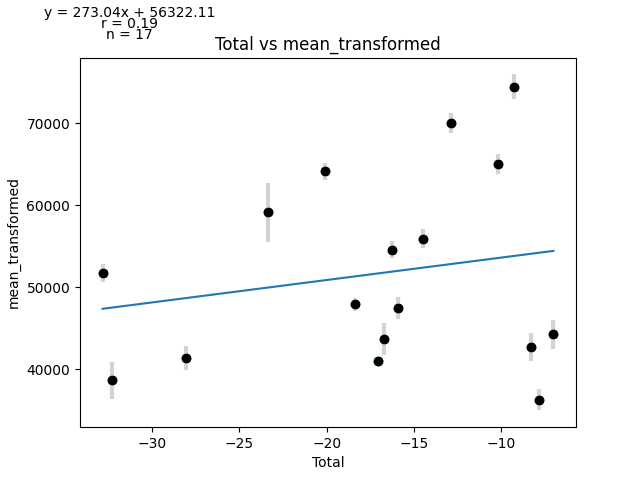 y = 273.04x + 56322.11
r = 0.19
n = 17
Total vs mean_transformed
70000
60000
50000
40000
mean_transformed
−30 −25 −20 −15 −10
Total